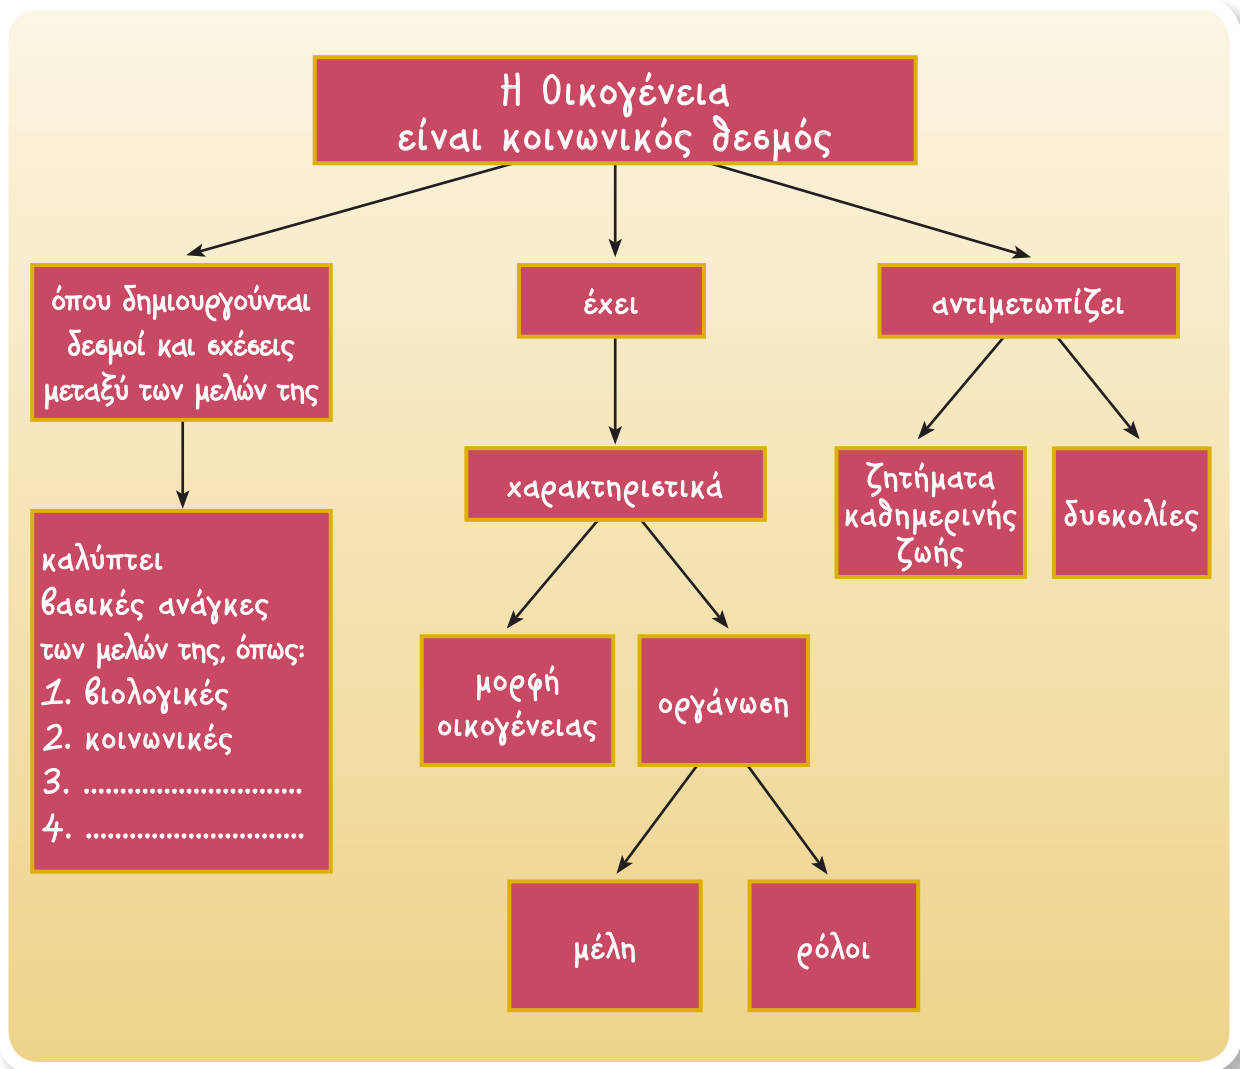 Η Οικογένεια
είναι κοινωνικός θεσμός
όπου δημιουργούνται
δεσμοί και σχέσεις
μεταξύ των μελών της
έχει
αντιμετωπίζει
χαρακτηριστικά
ζητήματα
καθημερινής
ζωής
δυσκολίες
καλύπτει
βασικές ανάγκες
των μελών της, όπως:
1. βιολογικές
2. κοινωνικές
3. ..............................
4. ..............................
μορφή
οικογένειας
οργάνωση
μέλη
ρόλοι